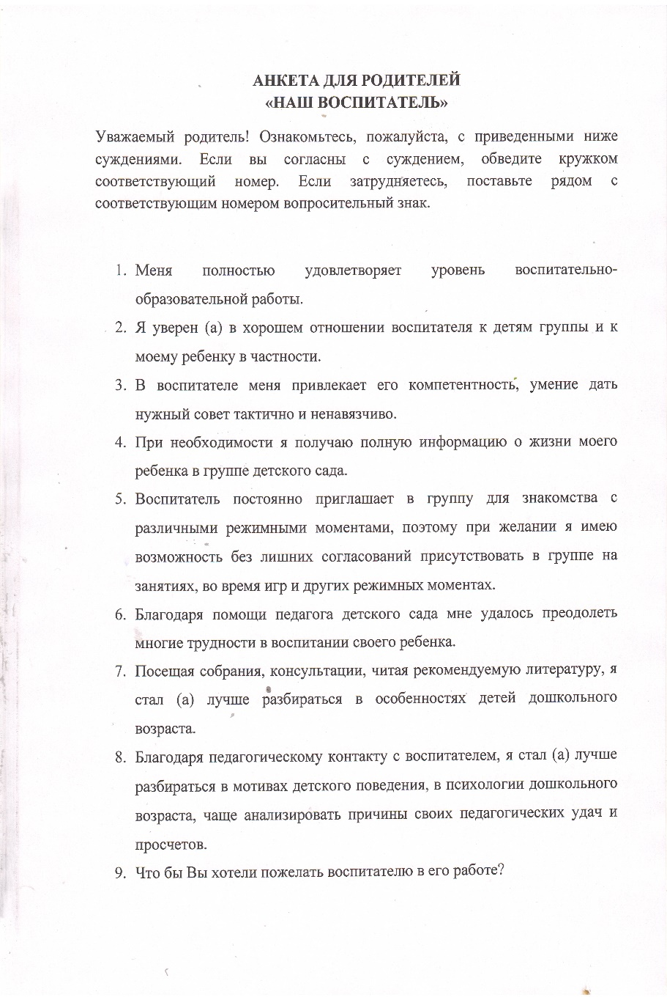 АНКЕТА ДЛЯ РОДИТЕЛЕЙ
«НАШ ВОСПИТАТЕЛЬ»
Уважаемый родитель! Ознакомьтесь, пожалуйста, с приведенными ниже
суждениями. Если вы согласны с суждением, обведите кружком
соответствующий номер. Если затрудняетесь, поставьте рядом с
соответствующим номером вопросительный знак.
1. Меня полностью удовлетворяет уровень воспитательно-
образовательной работы.
2. Я уверен (а) в хорошем отношении воспитателя к детям группы и к
моему ребенку в частности.
3. В воспитателе меня привлекает его компетентность, умение дать
нужный совет тактично и ненавязчиво.
4. При необходимости я получаю полную информацию о жизни моего
ребенка в группе детского сада.
5. Воспитатель постоянно приглашает в группу для знакомства с
различными режимными моментами, поэтому при желании я имею
возможность без лишних согласований присутствовать в группе на
занятиях, во время игр и других режимных моментах.
6. Благодаря помощи педагога детского сада мне удалось преодолеть
многие трудности в воспитании своего ребенка.
7. Посещая собрания, консультации, читая рекомендуемую литературу, я
стал (а) лучше разбираться в особенностях детей дошкольного
возраста.
8. Благодаря педагогическому контакту с воспитателем, я стал (а) лучше
разбираться в мотивах детского поведения, в психологии дошкольного
возраста, чаще анализировать причины своих педагогических удач и
просчетов.
9. Что бы Вы хотели пожелать воспитателю в его работе?